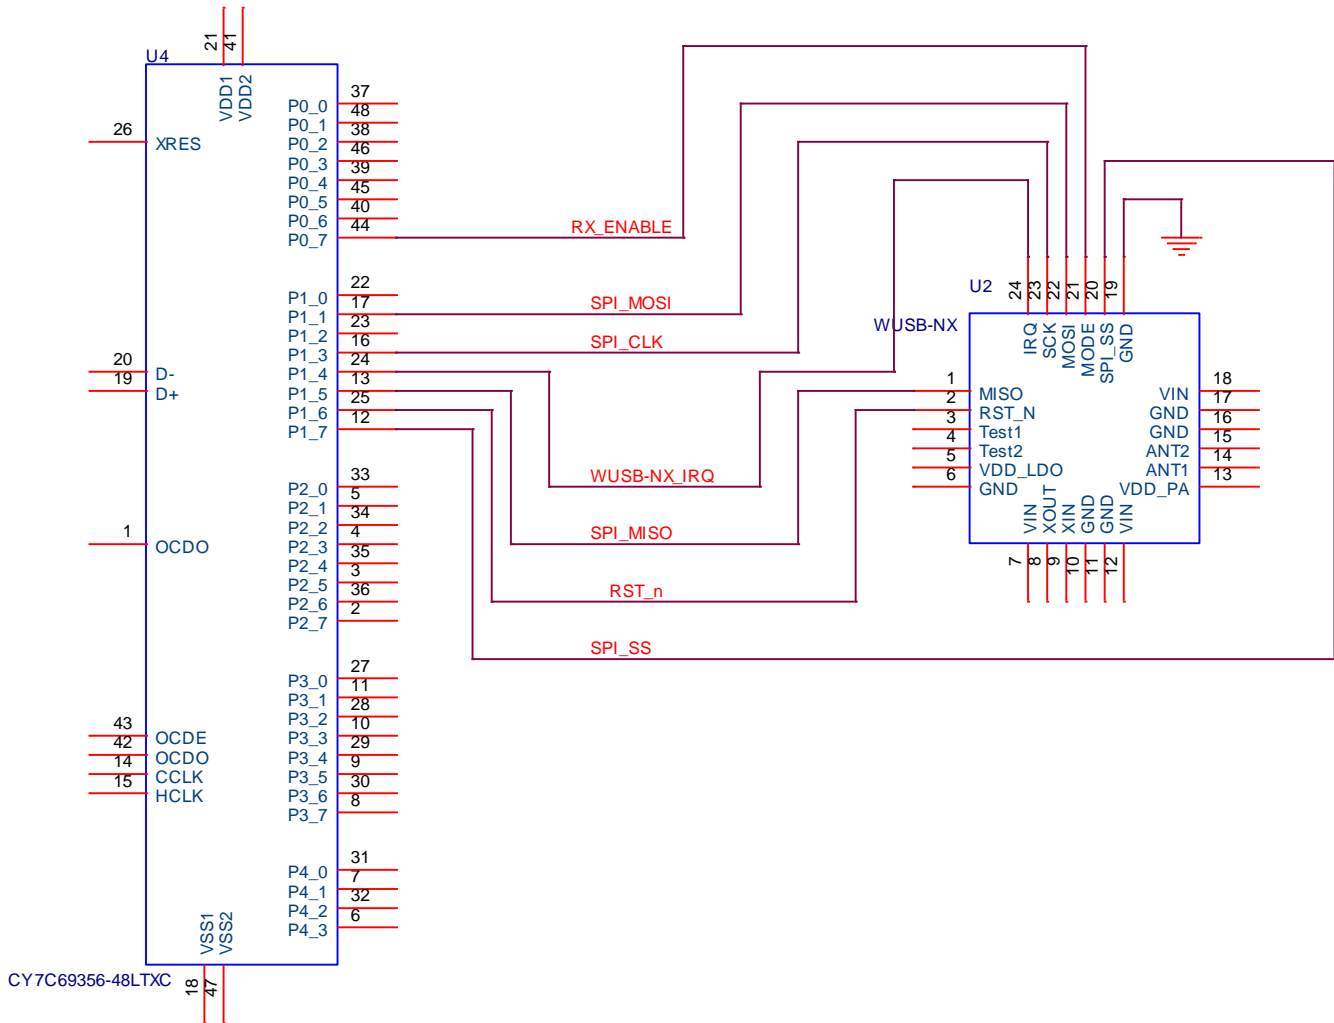 U4
21
41
VDD1
VDD2
26 XRES
20 D-
19 D+
1 OCDO
43 OCDE
42 OCDO
14 CCLK
15 HCLK
VSS1
VSS2
18
47
CY7C69356-48LTXC
P0_0 37
P0_1 48
P0_2 38
P0_3 46
P0_4 39
P0_5 45
P0_6 40
P0_7 44
P1_0 22
P1_1 17
P1_2 23
P1_3 16
P1_4 24
P1_5 13
P1_6 25
P1_7 12
P2_0 33
P2_1 5
P2_2 34
P2_3 4
P2_4 35
P2_5 3
P2_6 36
P2_7 2
P3_0 27
P3_1 11
P3_2 28
P3_3 10
P3_4 29
P3_5 9
P3_6 30
P3_7 8
P4_0 31
P4_1 7
P4_2 32
P4_3 6
RX_ENABLE
SPI_MOSI
SPI_CLK
WUSB-NX_IRQ
SPI_MISO
RST_n
SPI_SS
U2
WUSB-NX
24 IRQ
23 SCK
22 MOSI
21 MODE
20 SPI_SS
19 GND
1 MISO
2 RST_N
3 Test1
4 Test2
5 VDD_LDO
6 GND
VIN 18
GND 17
GND 16
ANT2 15
ANT1 14
VDD_PA 13
VIN 7
XOUT 8
XIN 9
GND 10
GND 11
VIN 12